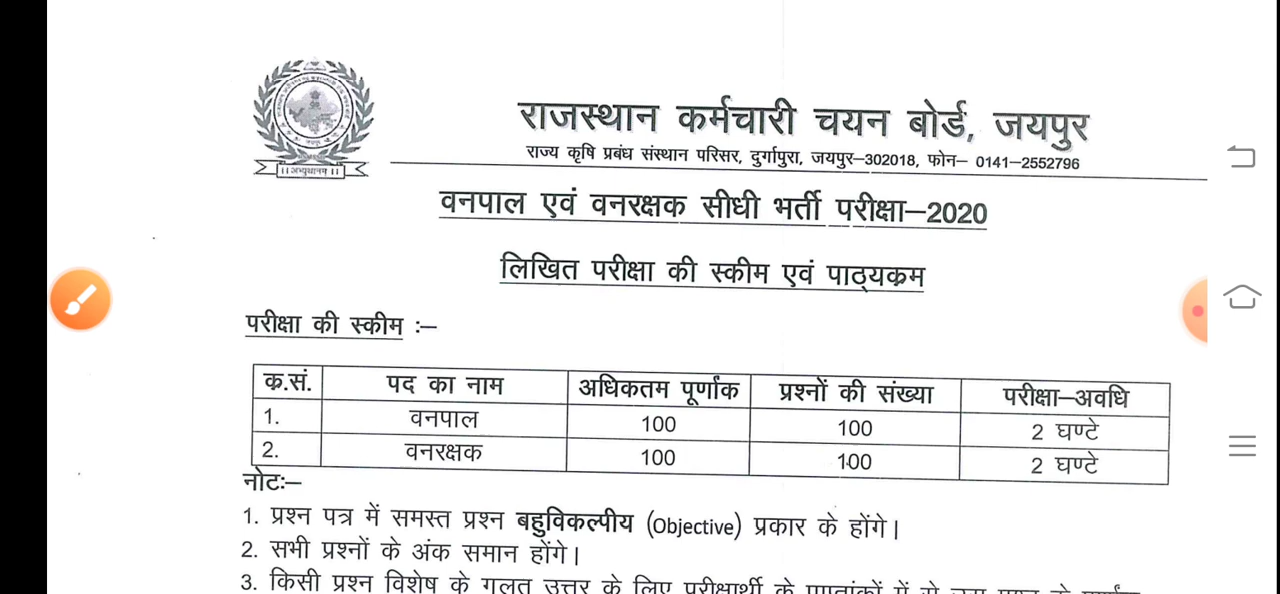 राजस्थान कर्मचारी चयन बोर्ड, जयपुर
राज्य कृषि प्रबंध संस्थान परिसर, दुर्गापुरा, जयपुर–302018, फोन– 0141–2552796
।। अभ्युत्थानम् ।।
वनपाल एवं वनरक्षक सीधी भर्ती परीक्षा–2020
लिखित परीक्षा की स्कीम एवं पाठ्यक्रम
परीक्षा की स्कीम :–
क्र.सं. पद का नाम अधिकतम पूर्णांक प्रश्नों की संख्या परीक्षा–अवधि
1. वनपाल 100 100 2 घण्टे
2. वनरक्षक 100 100 2 घण्टे
नोटः–
1. प्रश्न पत्र में समस्त प्रश्न बहुविकल्पीय (Objective) प्रकार के होंगे।
2. सभी प्रश्नों के अंक समान होंगे।
3. किसी प्रश्न विशेष के गलत उत्तर के लिए परीक्षार्थी के